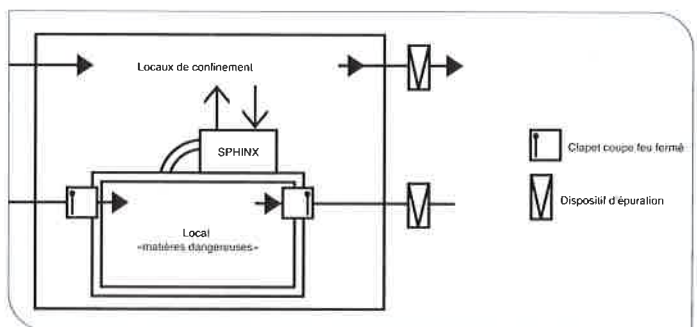 Locaux de confinement
SPHINX
Clapet coupe feu fermé
Dispositif d'épuration
Local
«matières dangereuses»